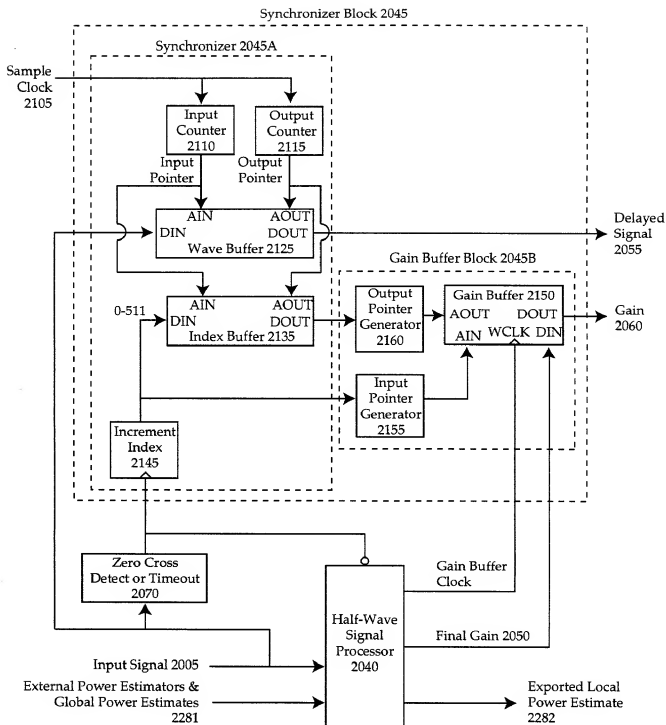 Synchronizer Block 2045
Synchronizer 2045A
Sample
Clock
2105
Input
Counter
2110
Output
Counter
2115
Input
Pointer
Output
Pointer
AIN
AOUT
DIN
DOUT
Wave Buffer 2125
Delayed
Signal
2055
Gain Buffer Block 2045B
0-511
AIN
AOUT
DIN
DOUT
Index Buffer 2135
Output
Pointer
Generator
2160
Gain Buffer 2150
AOUT
DOUT
AIN
WCLK
DIN
Gain
2060
Input
Pointer
Generator
2155
Increment
Index
2145
Zero Cross
Detect or Timeout
2070
Half-Wave
Signal
Processor
2040
Gain Buffer
Clock
Final Gain 2050
Input Signal 2005
External Power Estimators &
Global Power Estimates
2281
Exported Local
Power Estimate
2282